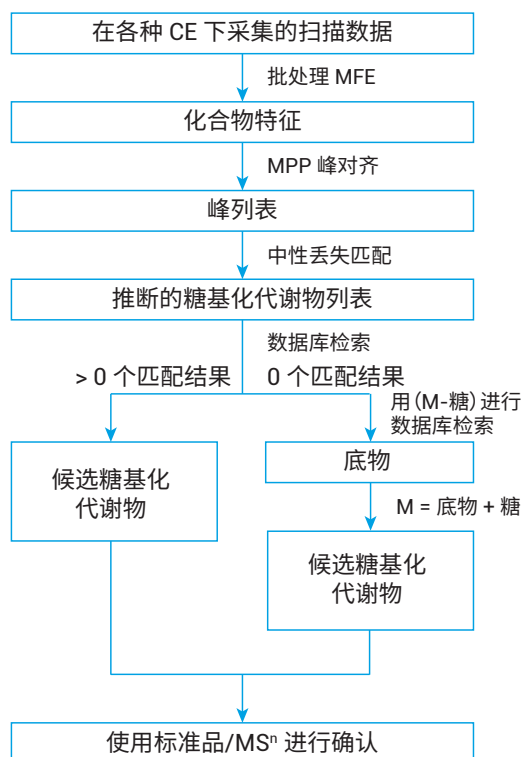 在各种 CE 下采集的扫描数据
批处理 MFE
化合物特征
MPP 峰对齐
峰列表
中性丢失匹配
推断的糖基化代谢物列表
数据库检索
> 0 个匹配结果
0 个匹配结果
用(M-糖)进行
数据库检索
候选糖基化
代谢物
底物
M = 底物 + 糖
候选糖基化
代谢物
使用标准品/MSⁿ 进行确认